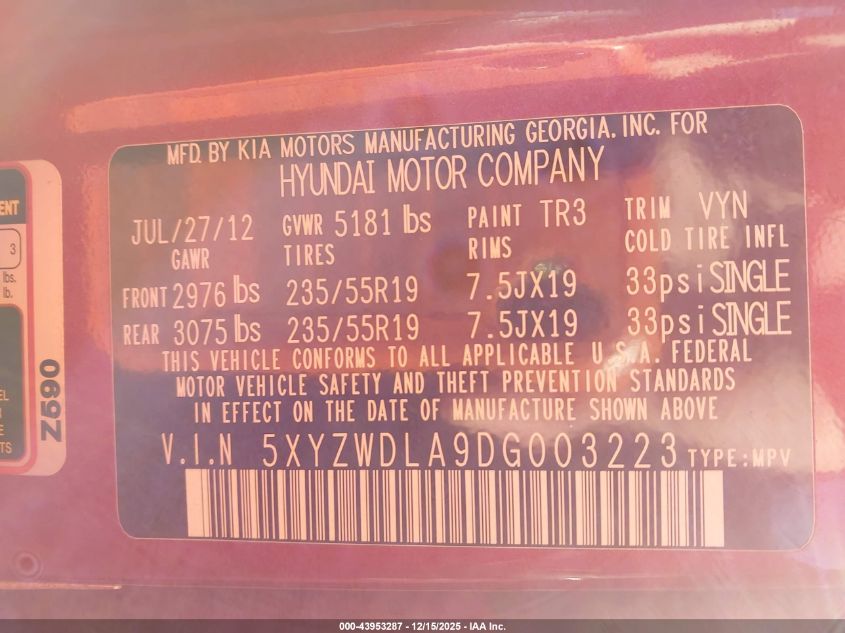 MFD. BY KIA MOTORS MANUFACTURING GEORGIA, INC. FOR
HYUNDAI MOTOR COMPANY
JUL/27/12 GVWR 5181 lbs PAINT TR3 TRIM VYN
GAWR TIRES RIMS COLD TIRE INFL
FRONT 2976 lbs 235/55R19 7.5JX19 33psi SINGLE
REAR 3075 lbs 235/55R19 7.5JX19 33psi SINGLE
THIS VEHICLE CONFORMS TO ALL APPLICABLE U.S.A. FEDERAL
MOTOR VEHICLE SAFETY AND THEFT PREVENTION STANDARDS
IN EFFECT ON THE DATE OF MANUFACTURE SHOWN ABOVE
V.I.N 5XYZWDLA9DG003223 TYPE:MPV
3
lbs.
lb.
Z590
000-43953287 - 12/15/2025 - IAA Inc.